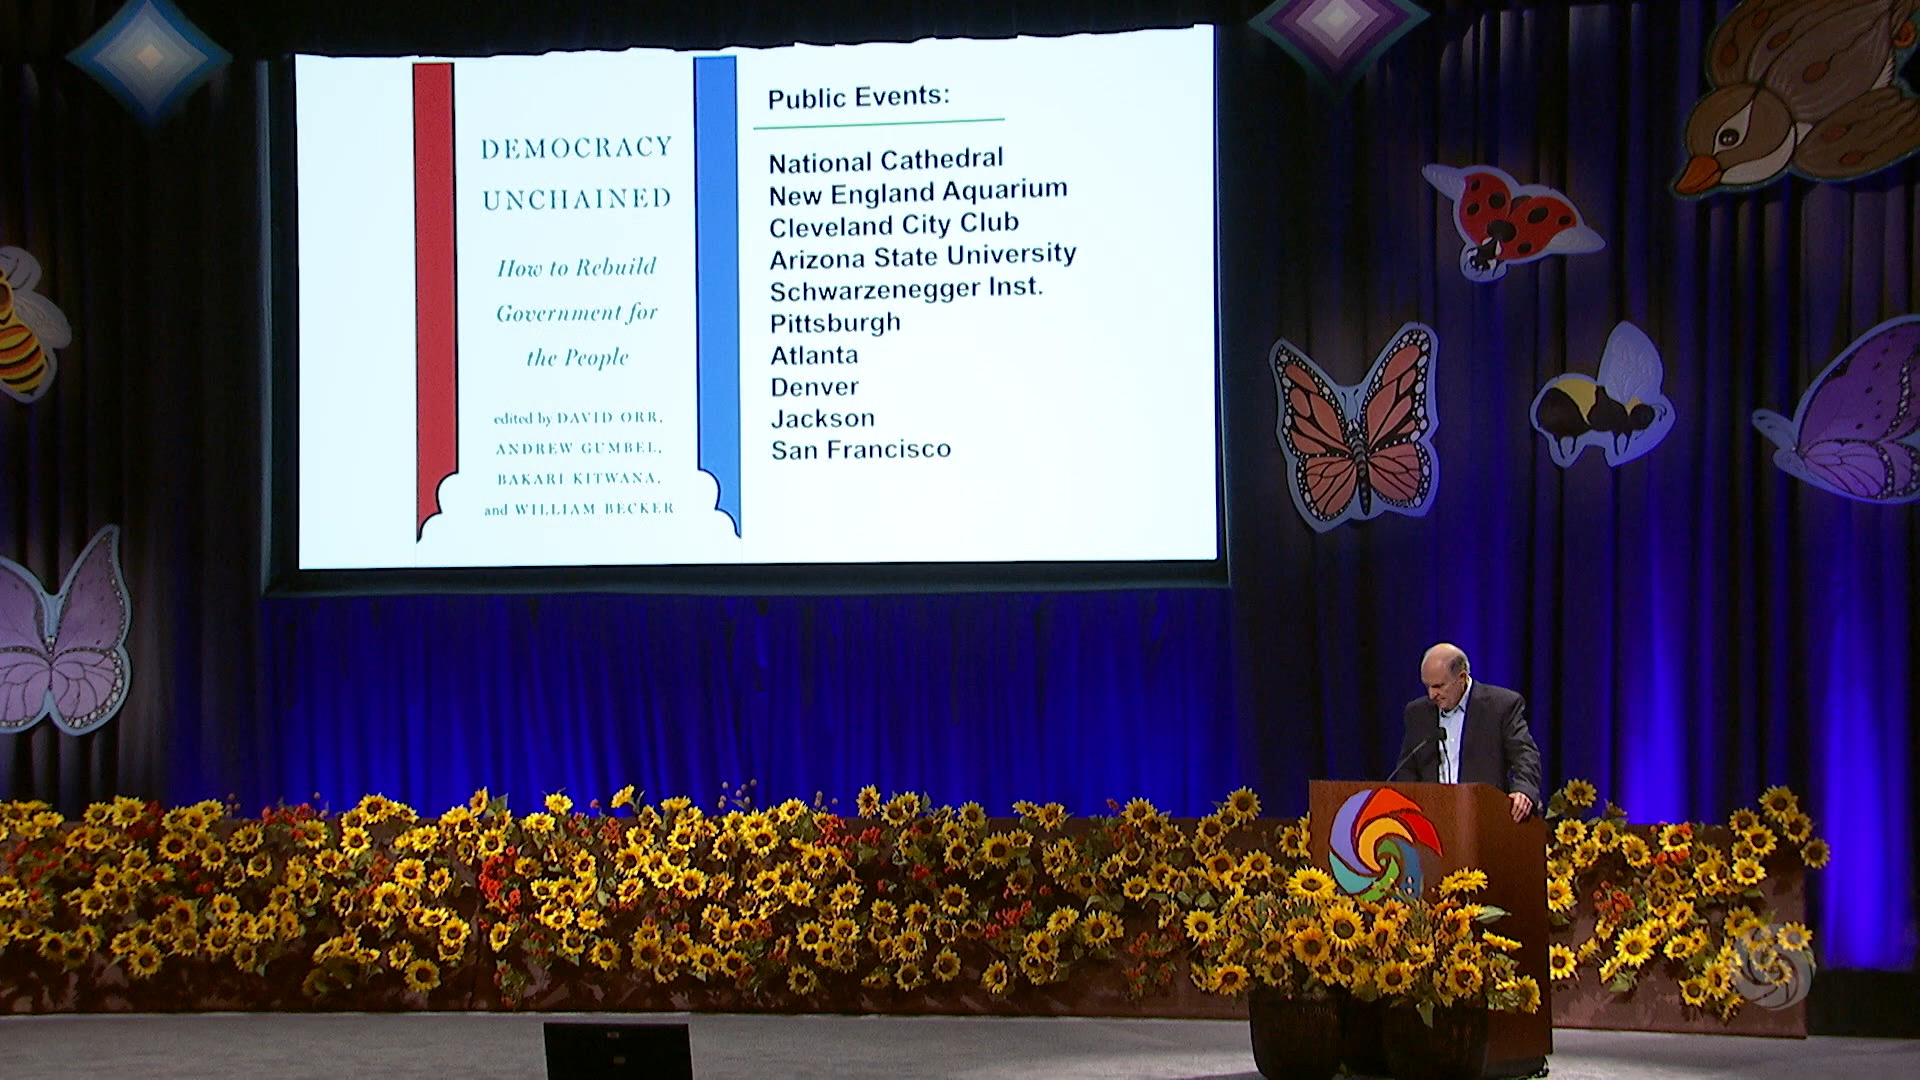 DEMOCRACY
UNCHAINED
How to Rebuild
Government for
the People
edited by DAVID ORR,
ANDREW GUMBEL,
BAKARI KITWANA,
and WILLIAM BECKER
Public Events:
National Cathedral
New England Aquarium
Cleveland City Club
Arizona State University
Schwarzenegger Inst.
Pittsburgh
Atlanta
Denver
Jackson
San Francisco